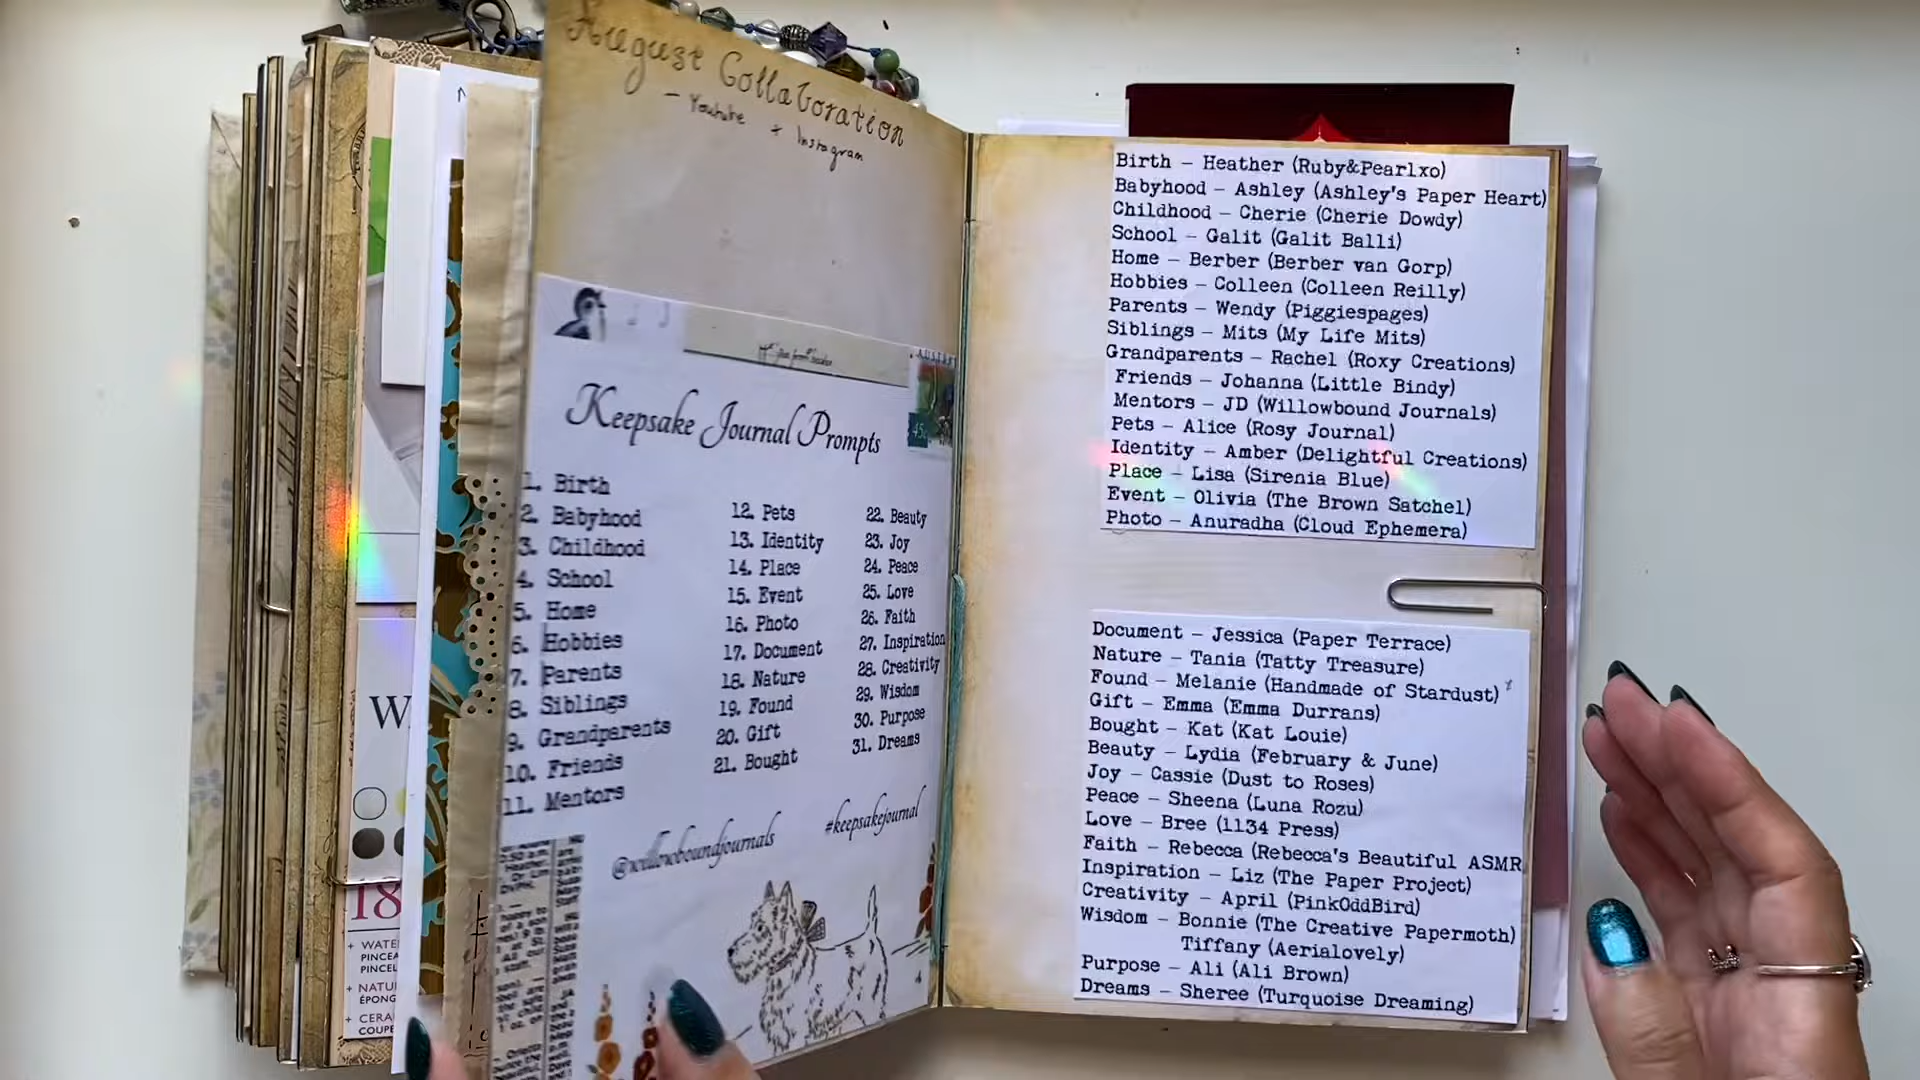 August Collaboration
- Youtube + Instagram
Keepsake Journal Prompts
1. Birth
2. Babyhood
3. Childhood
4. School
5. Home
6. Hobbies
7. Parents
8. Siblings
9. Grandparents
10. Friends
11. Mentors
12. Pets
13. Identity
14. Place
15. Event
16. Photo
17. Document
18. Nature
19. Found
20. Gift
21. Bought
22. Beauty
23. Joy
24. Peace
25. Love
26. Faith
27. Inspiration
28. Creativity
29. Wisdom
30. Purpose
31. Dreams
@willowboundjournals
#keepsakejournal
Birth - Heather (Ruby&Pearlxo)
Babyhood - Ashley (Ashley's Paper Heart)
Childhood - Cherie (Cherie Dowdy)
School - Galit (Galit Balli)
Home - Berber (Berber van Gorp)
Hobbies - Colleen (Colleen Reilly)
Parents - Wendy (Piggiespages)
Siblings - Mits (My Life Mits)
Grandparents - Rachel (Roxy Creations)
Friends - Johanna (Little Bindy)
Mentors - JD (Willowbound Journals)
Pets - Alice (Rosy Journal)
Identity - Amber (Delightful Creations)
Place - Lisa (Sirenia Blue)
Event - Olivia (The Brown Satchel)
Photo - Anuradha (Cloud Ephemera)
Document - Jessica (Paper Terrace)
Nature - Tania (Tatty Treasure)
Found - Melanie (Handmade of Stardust)
Gift - Emma (Emma Durrans)
Bought - Kat (Kat Louie)
Beauty - Lydia (February & June)
Joy - Cassie (Dust to Roses)
Peace - Sheena (Luna Rozu)
Love - Bree (1134 Press)
Faith - Rebecca (Rebecca's Beautiful ASMR
Inspiration - Liz (The Paper Project)
Creativity - April (PinkOddBird)
Wisdom - Bonnie (The Creative Papermoth)
Tiffany (Aerialovely)
Purpose - Ali (Ali Brown)
Dreams - Sheree (Turquoise Dreaming)
W
18
+ WATE
PINCEA
PINCEL
+ NATU
ÉPONG
+ CERA
COUPE